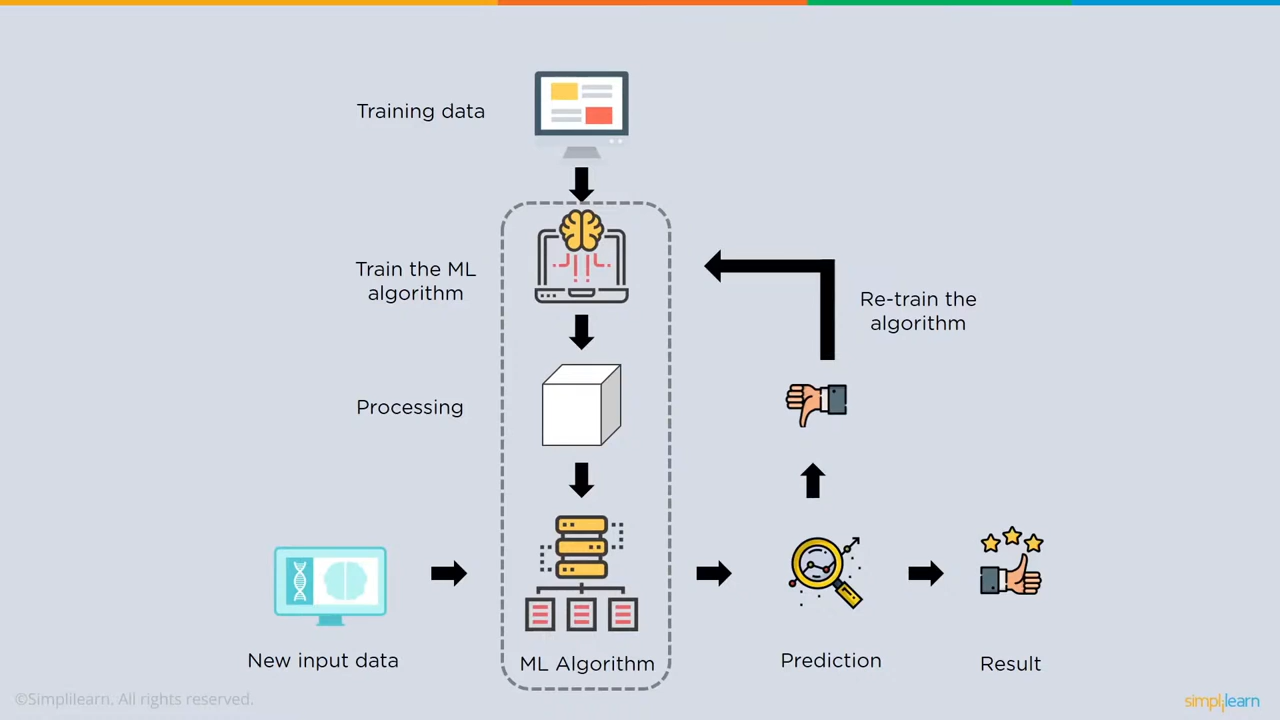 Training data
Train the ML
algorithm
Re-train the
algorithm
Processing
New input data
ML Algorithm
Prediction
Result
©Simplilearn. All rights reserved.
simplilearn